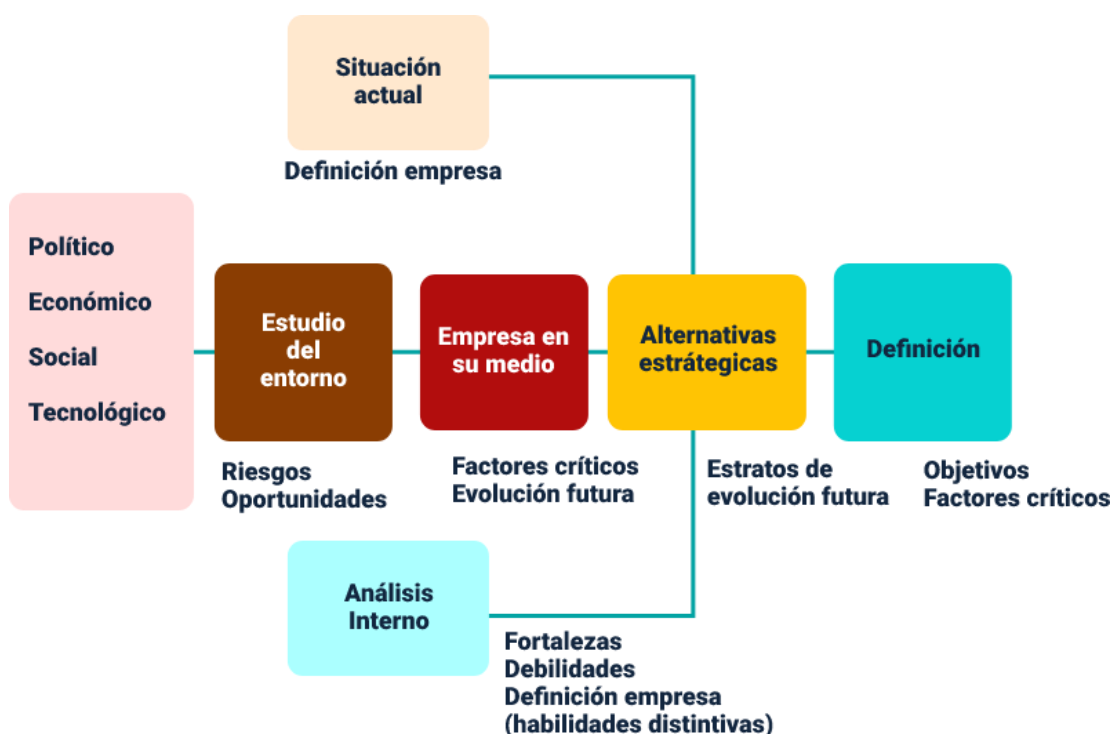 Situación
actual
Definición empresa
Político
Económico
Social
Tecnológico
Estudio
del
entorno
Riesgos
Oportunidades
Empresa en
su medio
Factores críticos
Evolución futura
Alternativas
estrátegicas
Estratos de
evolución futura
Definición
Objetivos
Factores críticos
Análisis
Interno
Fortalezas
Debilidades
Definición empresa
(habilidades distintivas)